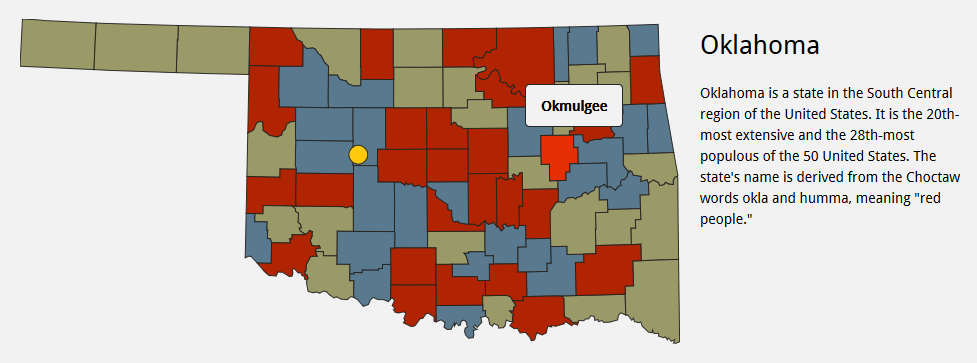 Oklahoma
Okmulgee
Oklahoma is a state in the South Central
region of the United States. It is the 20th-
most extensive and the 28th-most
populous of the 50 United States. The
state's name is derived from the Choctaw
words okla and humma, meaning "red
people."